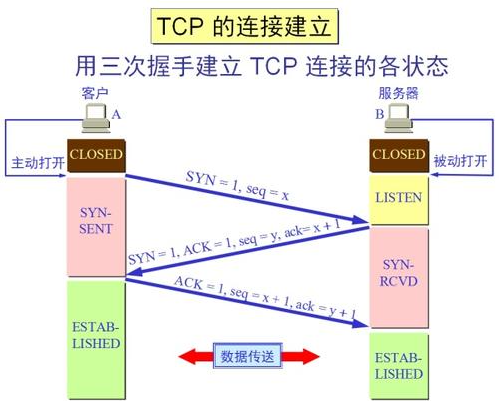 TCP 的连接建立
用三次握手建立 TCP 连接的各状态
客户
服务器
A
B
CLOSED
CLOSED
主动打开
被动打开
SYN = 1, seq = x
LISTEN
SYN-
SENT
SYN = 1, ACK = 1, seq = y, ack= x + 1
SYN-
RCVD
ACK = 1, seq = x + 1, ack = y + 1
ESTAB-
LISHED
数据传送
ESTAB-
LISHED